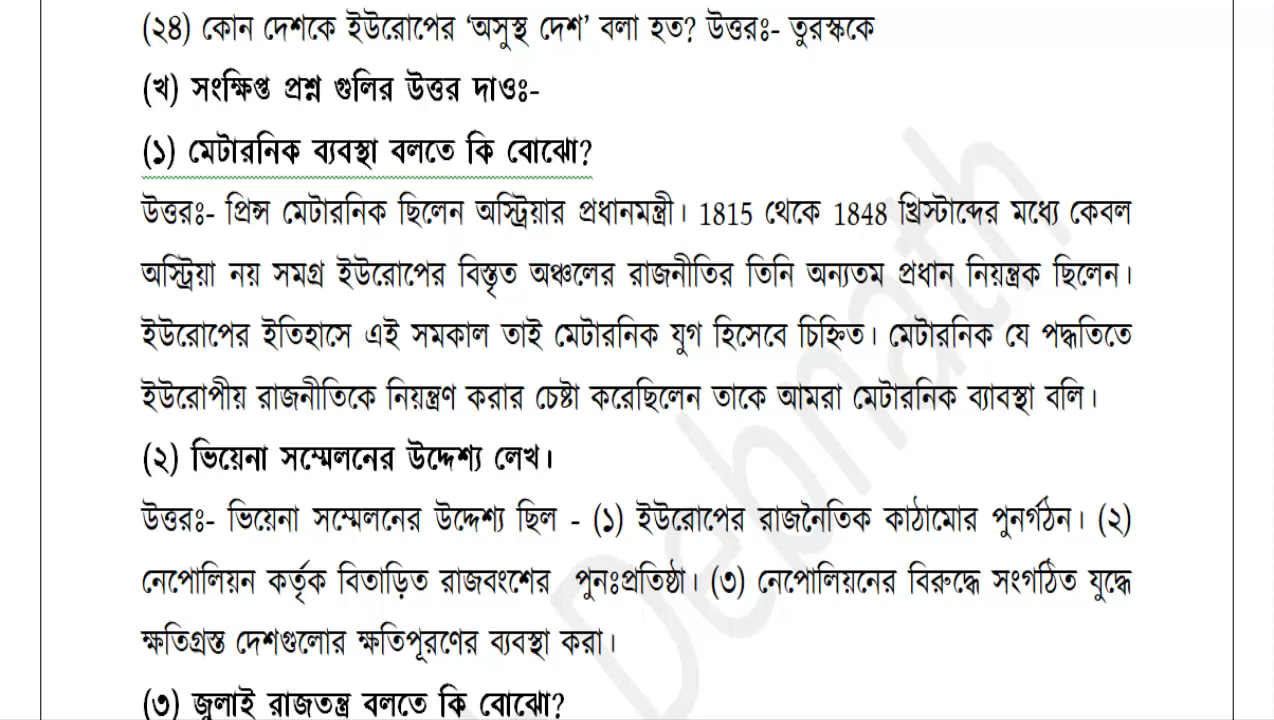 (২৪) কোন দেশকে ইউরোপের ‘অসুস্থ দেশ’ বলা হত? উত্তরঃ- তুরস্ককে
(খ) সংক্ষিপ্ত প্রশ্ন গুলির উত্তর দাওঃ-
(১) মেটারনিক ব্যবস্থা বলতে কি বোঝো?
উত্তরঃ- প্রিন্স মেটারনিক ছিলেন অস্ট্রিয়ার প্রধানমন্ত্রী। 1815 থেকে 1848 খ্রিস্টাব্দের মধ্যে কেবল
অস্ট্রিয়া নয় সমগ্র ইউরোপের বিস্তৃত অঞ্চলের রাজনীতির তিনি অন্যতম প্রধান নিয়ন্ত্রক ছিলেন।
ইউরোপের ইতিহাসে এই সমকাল তাই মেটারনিক যুগ হিসেবে চিহ্নিত। মেটারনিক যে পদ্ধতিতে
ইউরোপীয় রাজনীতিকে নিয়ন্ত্রণ করার চেষ্টা করেছিলেন তাকে আমরা মেটারনিক ব্যাবস্থা বলি।
(২) ভিয়েনা সম্মেলনের উদ্দেশ্য লেখ।
উত্তরঃ- ভিয়েনা সম্মেলনের উদ্দেশ্য ছিল - (১) ইউরোপের রাজনৈতিক কাঠামোর পুনর্গঠন। (২)
নেপোলিয়ন কর্তৃক বিতাড়িত রাজবংশের পুনঃপ্রতিষ্ঠা। (৩) নেপোলিয়নের বিরুদ্ধে সংগঠিত যুদ্ধে
ক্ষতিগ্রস্ত দেশগুলোর ক্ষতিপূরণের ব্যবস্থা করা।
(৩) জুলাই রাজতন্ত্র বলতে কি বোঝো?
Debnath